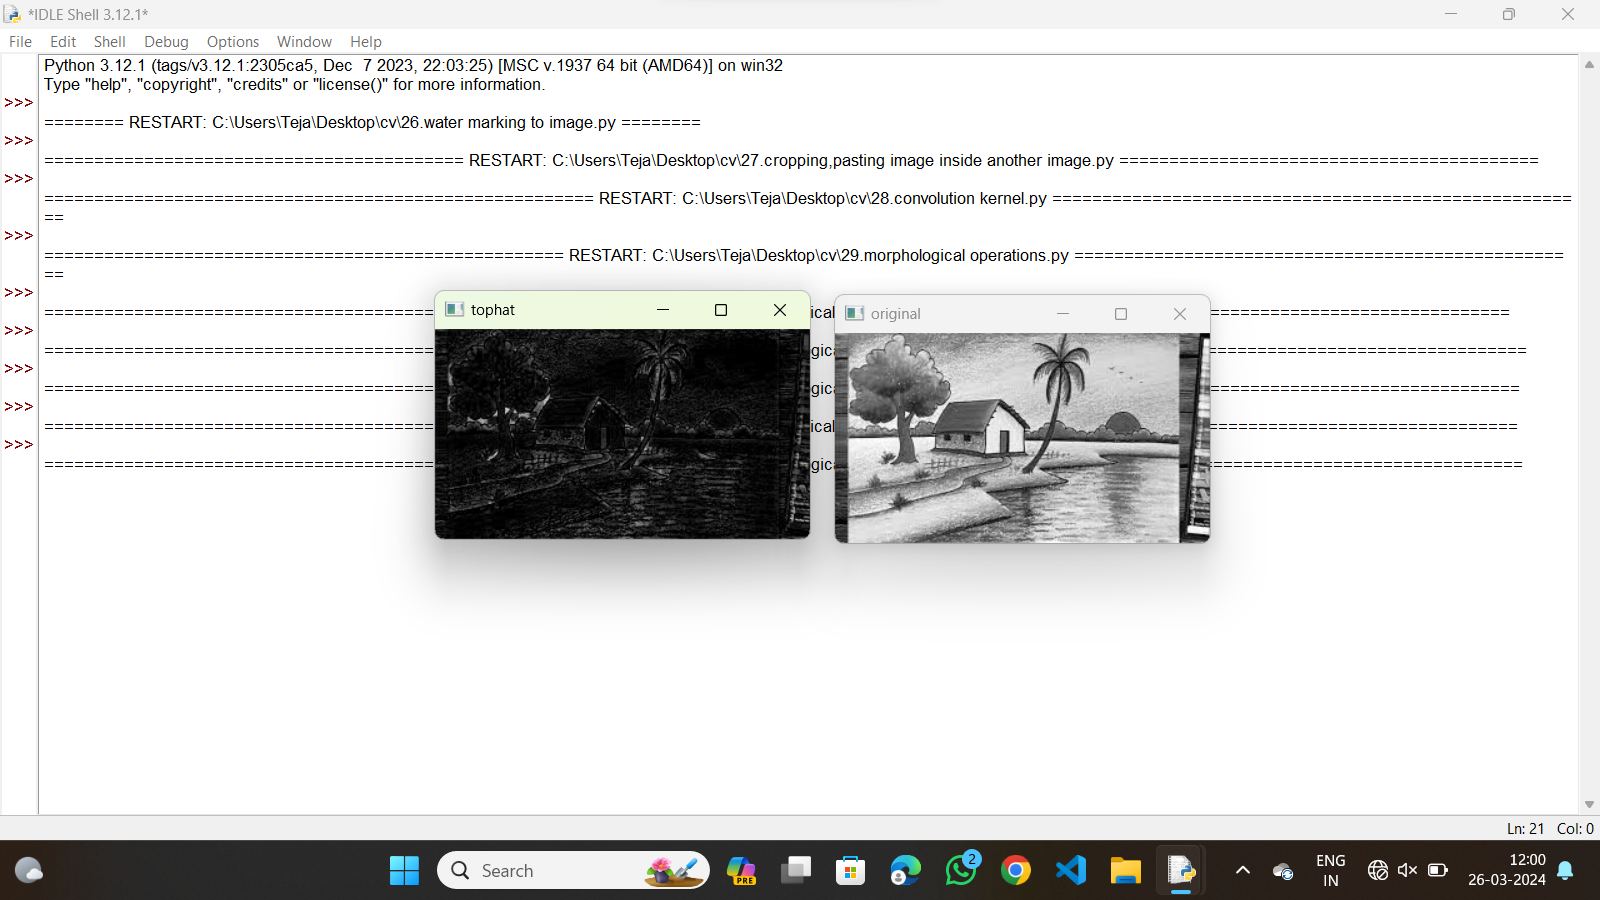 *IDLE Shell 3.12.1*
File Edit Shell Debug Options Window Help
Python 3.12.1 (tags/v3.12.1:2305ca5, Dec  7 2023, 22:03:25) [MSC v.1937 64 bit (AMD64)] on win32
Type "help", "copyright", "credits" or "license()" for more information.
>>>
======== RESTART: C:\Users\Teja\Desktop\cv\26.water marking to image.py ========
>>>
========================================== RESTART: C:\Users\Teja\Desktop\cv\27.cropping,pasting image inside another image.py ==========================================
>>>
======================================================= RESTART: C:\Users\Teja\Desktop\cv\28.convolution kernel.py ====================================================
==
>>>
==================================================== RESTART: C:\Users\Teja\Desktop\cv\29.morphological operations.py =================================================
==
>>>
======================================= ical ==============================
>>>
======================================= gica ================================
>>>
======================================= gica ===============================
>>>
======================================= ical ===============================
>>>
======================================= gica ================================
tophat
original
Ln: 21 Col: 0
Search
PRE
2
ENG
IN
12:00
26-03-2024